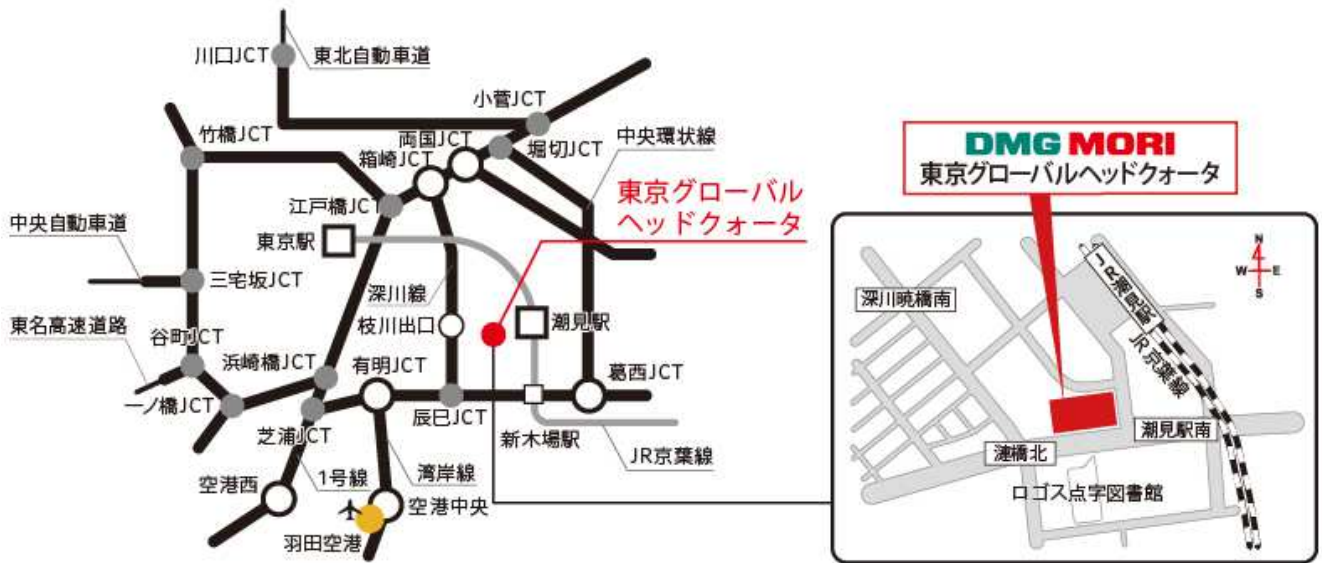 川口JCT
東北自動車道
小菅JCT
竹橋JCT
両国JCT
堀切JCT
中央環状線
箱崎JCT
江戸橋JCT
東京グローバル
ヘッドクォータ
東京駅
中央自動車道
三宅坂JCT
深川線
枝川出口
潮見駅
東名高速道路
谷町JCT
浜崎橋JCT
有明JCT
葛西JCT
一ノ橋JCT
芝浦JCT
辰巳JCT
新木場駅
JR京葉線
空港西
1号線
湾岸線
空港中央
羽田空港
DMG MORI
東京グローバルヘッドクォータ
N
W
E
S
深川暁橋南
JR潮見駅
JR京葉線
潮見駅南
漣橋北
ロゴス点字図書館